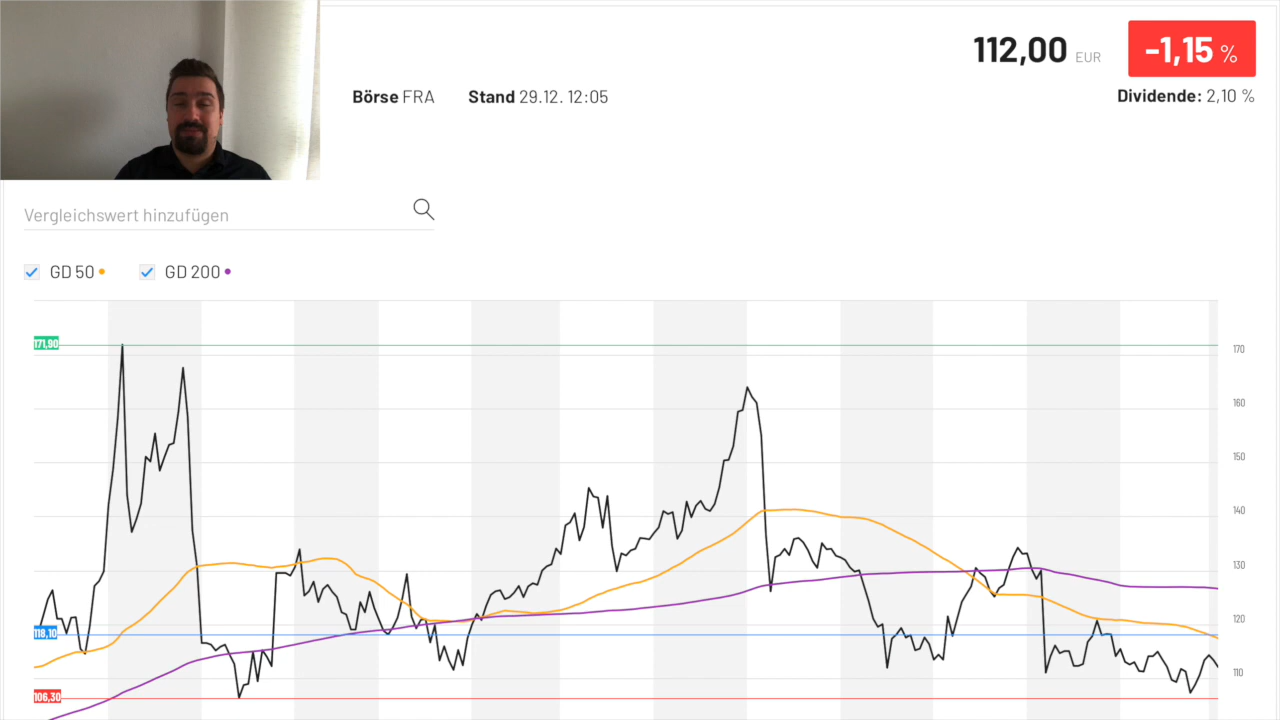 112,00 EUR -1,15 %
Börse FRA Stand 29.12. 12:05 Dividende: 2,10 %
Vergleichswert hinzufügen
GD 50 GD 200
171,90
170
160
150
140
130
120
118,10
110
106,30